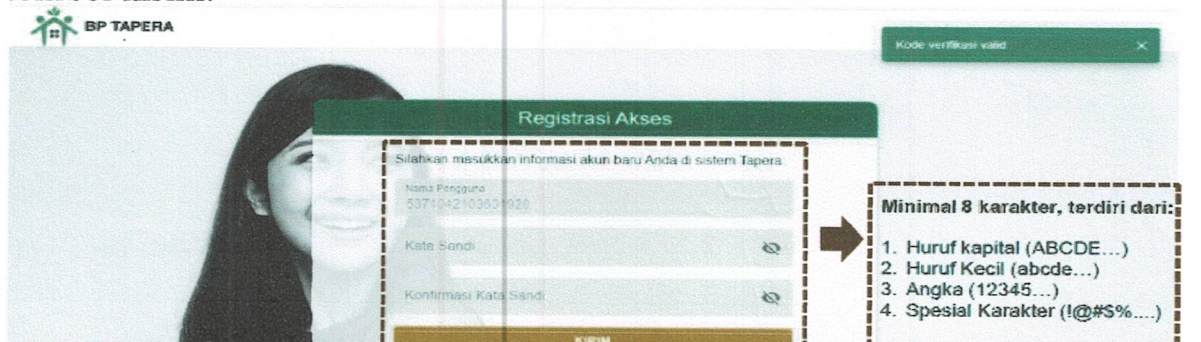 BP TAPERA
Kode verifikasi valid
Registrasi Akses
Silahkan masukkan informasi akun baru Anda di sistem Tapera.
Nama Pengguna
Kata Sandi
Konfirmasi Kata Sandi
KIRIM
Minimal 8 karakter, terdiri dari:
1. Huruf kapital (ABCDE...)
2. Huruf Kecil (abcde...)
3. Angka (12345...)
4. Spesial Karakter (!@#$%....)